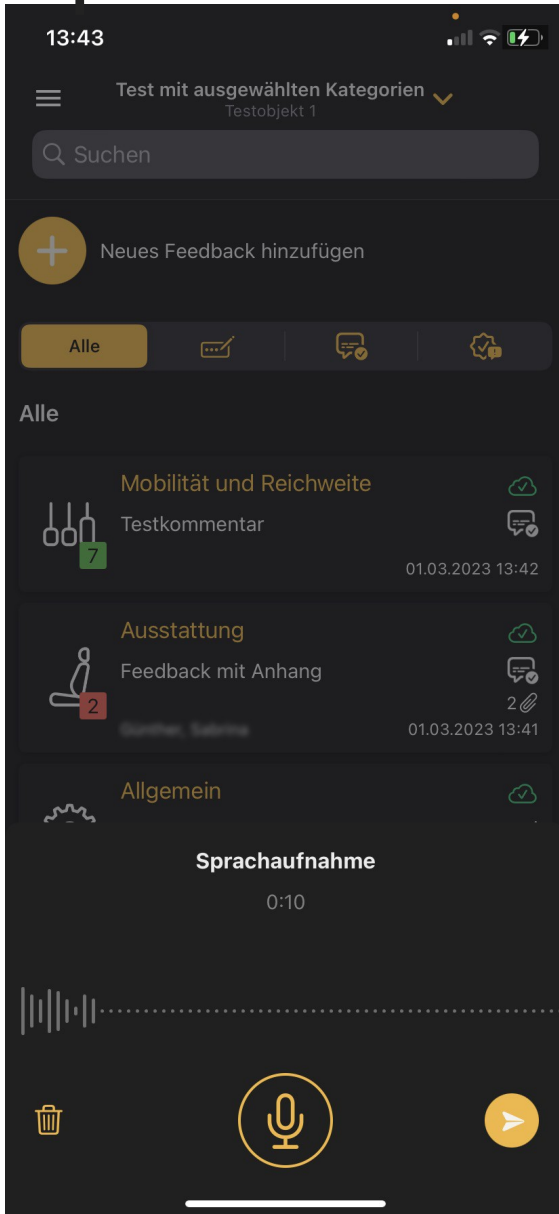 13:43
Test mit ausgewählten Kategorien
Testobjekt 1
Suchen
Neues Feedback hinzufügen
Alle
Alle
Mobilität und Reichweite
Testkommentar
7
01.03.2023 13:42
Ausstattung
Feedback mit Anhang
2
2
01.03.2023 13:41
Allgemein
Sprachaufnahme
0:10